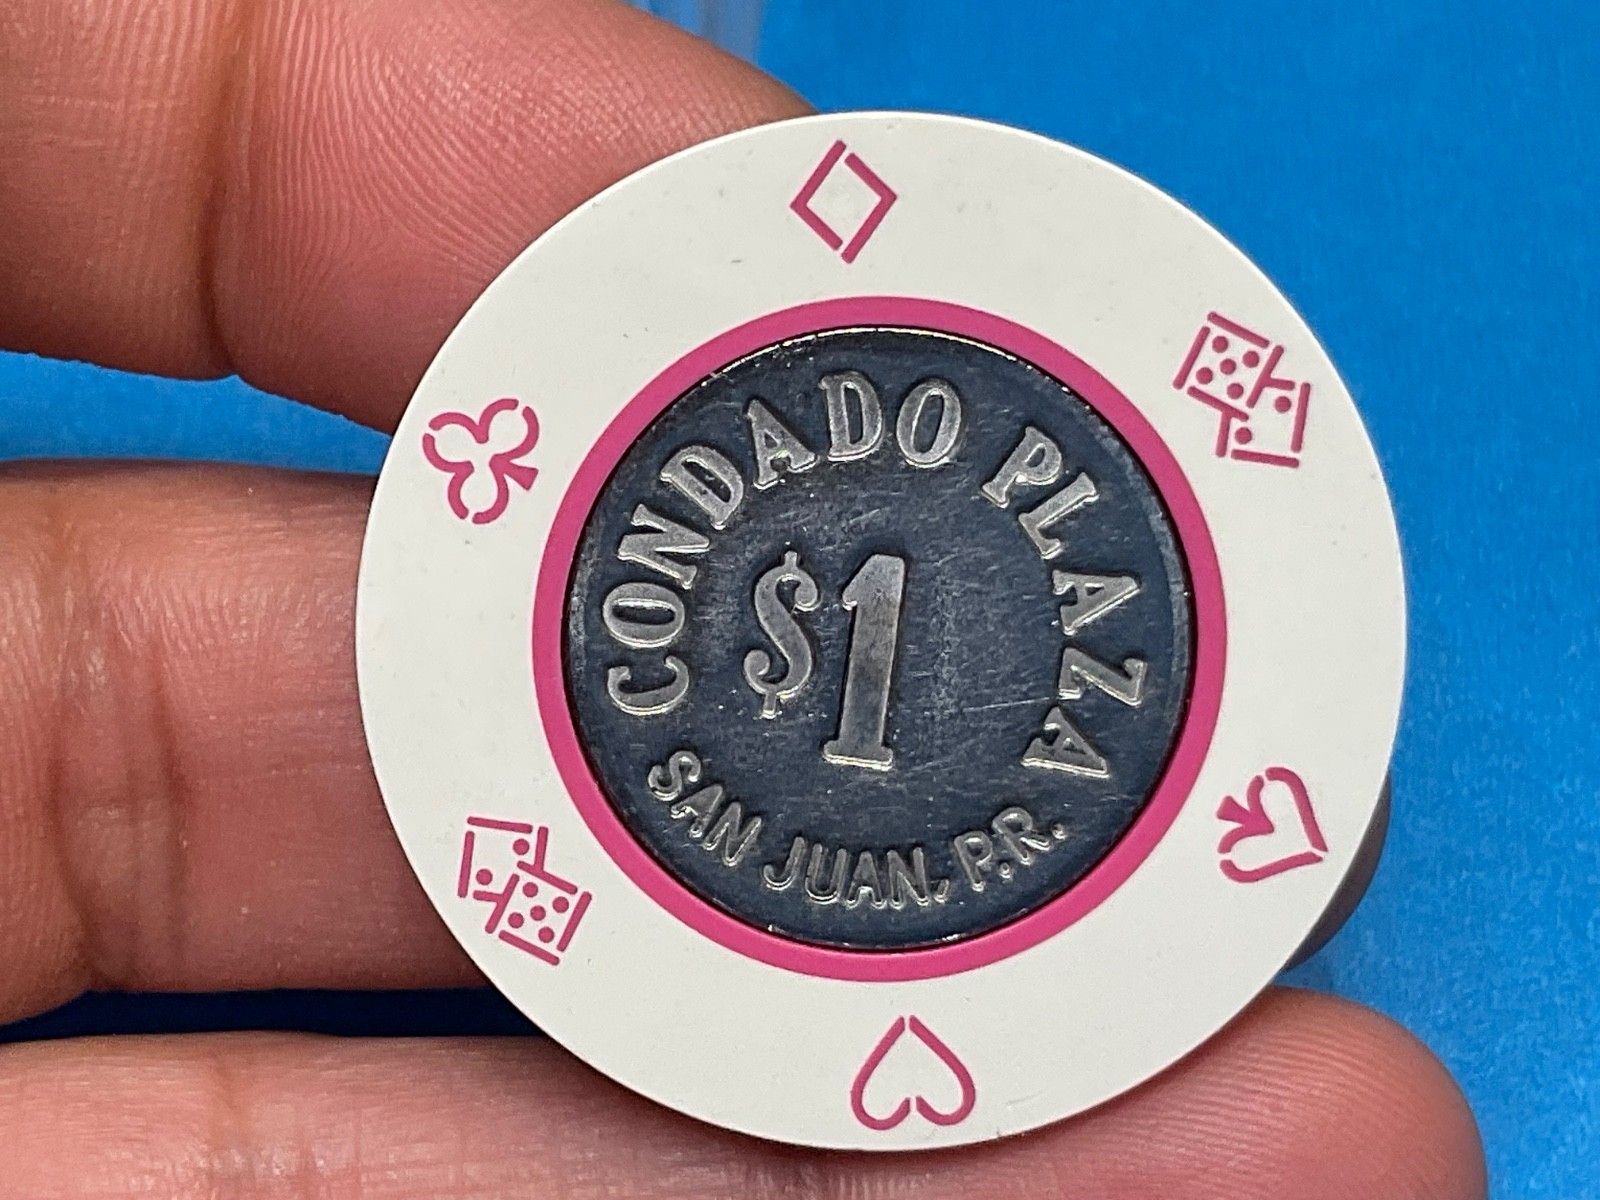 CONDADO PLAZA
$1
SAN JUAN, P.R.